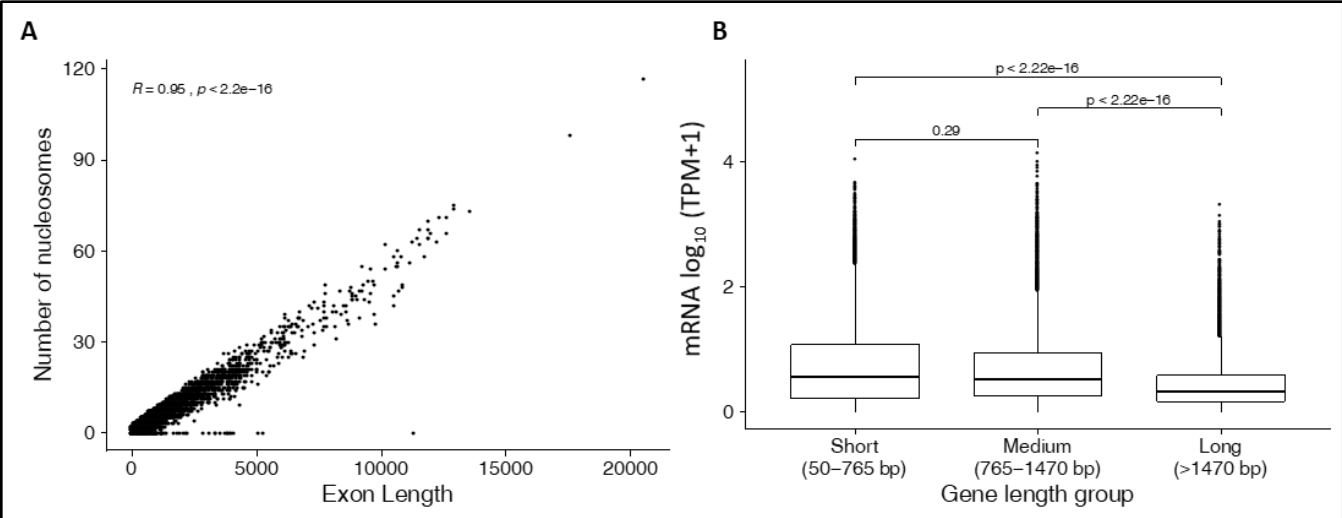 A
R = 0.95 , p < 2.2e−16
Number of nucleosomes
120
90
60
30
0
0 5000 10000 15000 20000
Exon Length
B
p < 2.22e−16
p < 2.22e−16
0.29
mRNA log₁₀ (TPM+1)
4
2
0
Short Medium Long
(50−765 bp) (765−1470 bp) (>1470 bp)
Gene length group